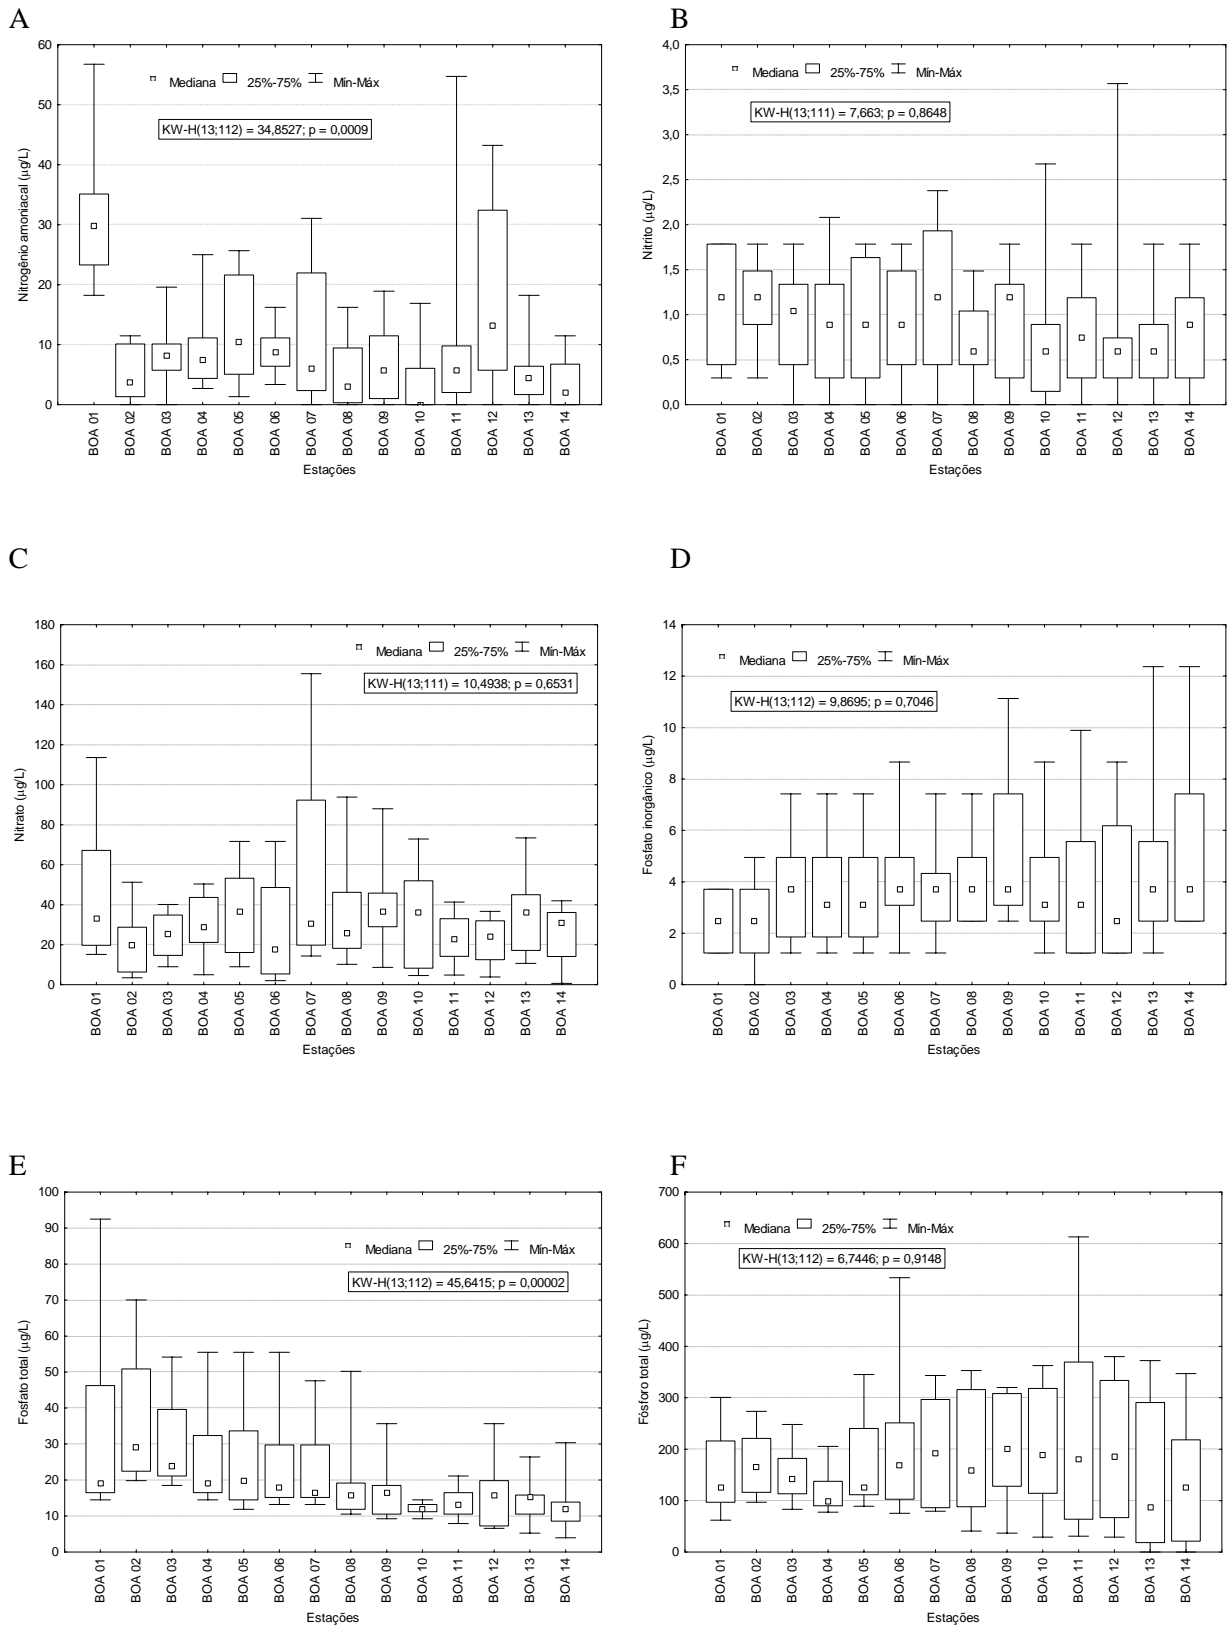 A
Nitrogênio amoniacal (µg/L)
60
50
40
30
20
10
0
Mediana 25%-75% Mín-Máx
KW-H(13;112) = 34,8527; p = 0,0009
BOA 01
BOA 02
BOA 03
BOA 04
BOA 05
BOA 06
BOA 07
BOA 08
BOA 09
BOA 10
BOA 11
BOA 12
BOA 13
BOA 14
Estações
B
Nitrito (µg/L)
4,0
3,5
3,0
2,5
2,0
1,5
1,0
0,5
0,0
Mediana 25%-75% Mín-Máx
KW-H(13;111) = 7,663; p = 0,8648
BOA 01
BOA 02
BOA 03
BOA 04
BOA 05
BOA 06
BOA 07
BOA 08
BOA 09
BOA 10
BOA 11
BOA 12
BOA 13
BOA 14
Estações
C
Nitrato (µg/L)
180
160
140
120
100
80
60
40
20
0
Mediana 25%-75% Mín-Máx
KW-H(13;111) = 10,4938; p = 0,6531
BOA 01
BOA 02
BOA 03
BOA 04
BOA 05
BOA 06
BOA 07
BOA 08
BOA 09
BOA 10
BOA 11
BOA 12
BOA 13
BOA 14
Estações
D
Fosfato inorgânico (µg/L)
14
12
10
8
6
4
2
0
Mediana 25%-75% Mín-Máx
KW-H(13;112) = 9,8695; p = 0,7046
BOA 01
BOA 02
BOA 03
BOA 04
BOA 05
BOA 06
BOA 07
BOA 08
BOA 09
BOA 10
BOA 11
BOA 12
BOA 13
BOA 14
Estações
E
Fosfato total (µg/L)
100
90
80
70
60
50
40
30
20
10
0
Mediana 25%-75% Mín-Máx
KW-H(13;112) = 45,6415; p = 0,00002
BOA 01
BOA 02
BOA 03
BOA 04
BOA 05
BOA 06
BOA 07
BOA 08
BOA 09
BOA 10
BOA 11
BOA 12
BOA 13
BOA 14
Estações
F
Fósforo total (µg/L)
700
600
500
400
300
200
100
0
Mediana 25%-75% Mín-Máx
KW-H(13;112) = 6,7446; p = 0,9148
BOA 01
BOA 02
BOA 03
BOA 04
BOA 05
BOA 06
BOA 07
BOA 08
BOA 09
BOA 10
BOA 11
BOA 12
BOA 13
BOA 14
Estações